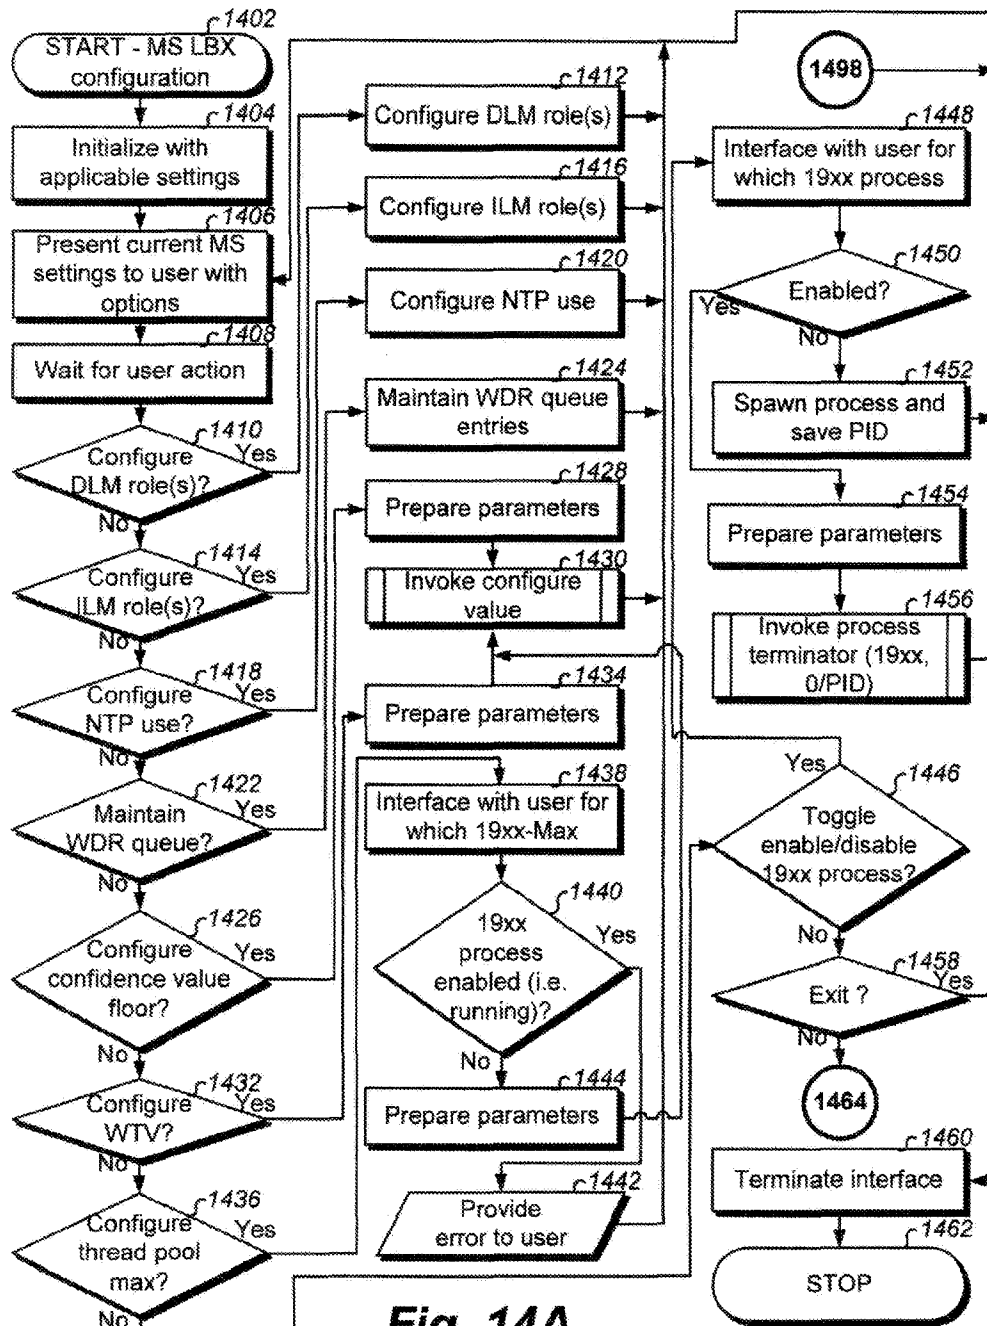 1402
START - MS LBX
configuration
1404
Initialize with
applicable settings
1406
Present current MS
settings to user with
options
1408
Wait for user action
1410
Configure
DLM role(s)?
Yes
No
1414
Configure
ILM role(s)?
Yes
No
1418
Configure
NTP use?
Yes
No
1422
Maintain
WDR queue?
Yes
No
1426
Configure
confidence value
floor?
Yes
No
1432
Configure
WTV?
Yes
No
1436
Configure
thread pool
max?
Yes
No
1412
Configure DLM role(s)
1416
Configure ILM role(s)
1420
Configure NTP use
1424
Maintain WDR queue
entries
1428
Prepare parameters
1430
Invoke configure
value
1434
Prepare parameters
1438
Interface with user for
which 19xx-Max
1440
19xx
process
enabled (i.e.
running)?
Yes
No
1444
Prepare parameters
1442
Provide
error to user
1498
1448
Interface with user for
which 19xx process
1450
Enabled?
Yes
No
1452
Spawn process and
save PID
1454
Prepare parameters
1456
Invoke process
terminator (19xx,
0/PID)
1446
Yes
Toggle
enable/disable
19xx process?
No
1458
Exit ?
Yes
No
1464
1460
Terminate interface
1462
STOP
Fig. 14A